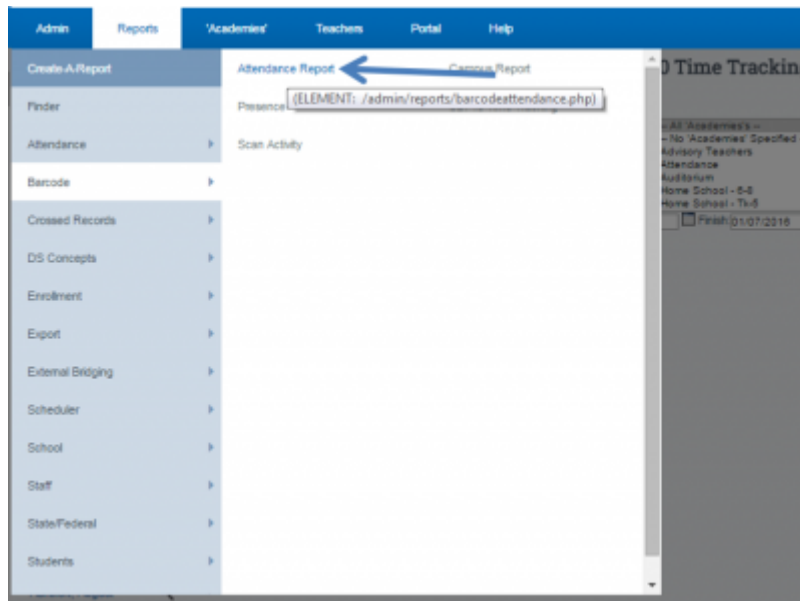 Admin Reports 'Academies' Teachers Portal Help
Create-A-Report
Attendance Report
Campus Report
0 Time Trackin
Finder
Presence
(ELEMENT: ./admin/reports/barcodeattendance.php)
-- All 'Academies's --
-- No 'Academies' Specified -
Advisory Teachers
Attendance
Auditorium
Home School - 6-8
Home School - Tk-5
Finish: 01/07/2016
Attendance
Scan Activity
Barcode
Crossed Records
DS Concepts
Enrollment
Export
External Bridging
Scheduler
School
Staff
State/Federal
Students